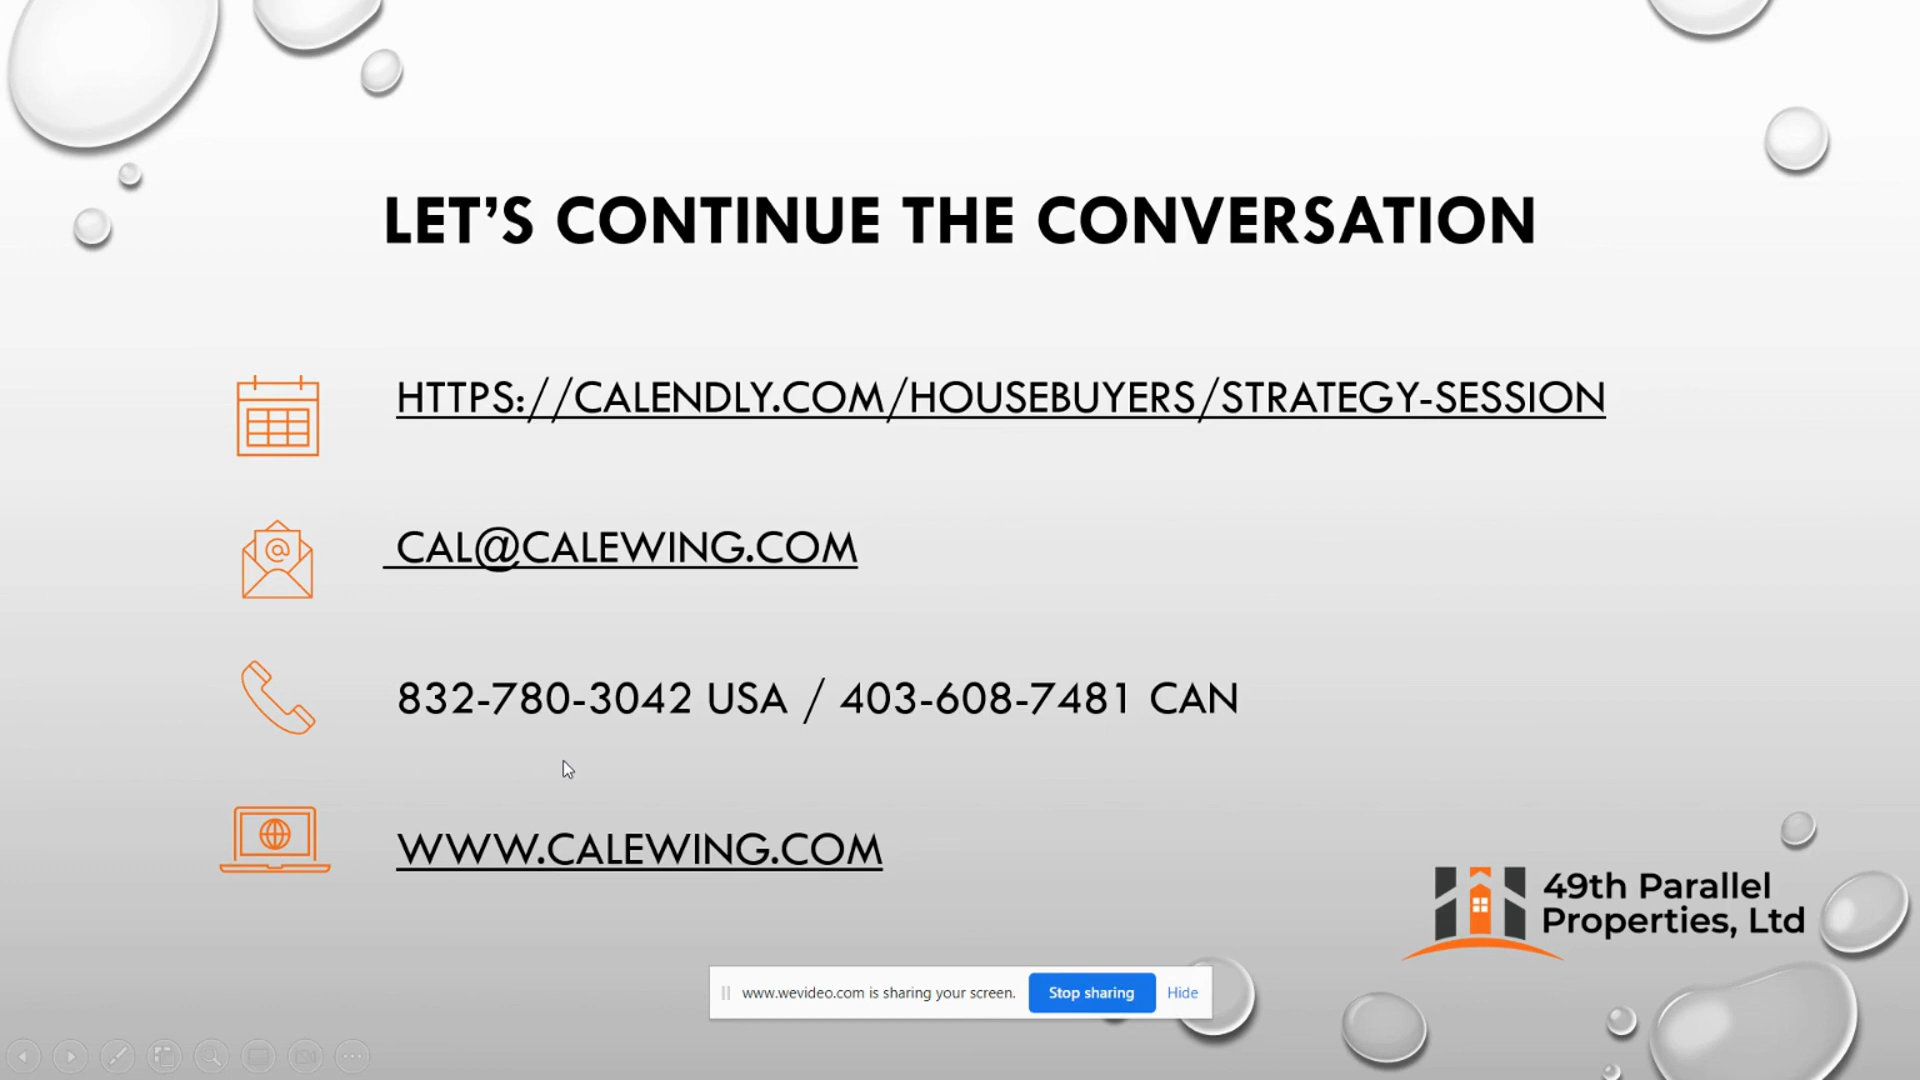 LET'S CONTINUE THE CONVERSATION
HTTPS://CALENDLY.COM/HOUSEBUYERS/STRATEGY-SESSION
@
CAL@CALEWING.COM
832-780-3042 USA / 403-608-7481 CAN
WWW.CALEWING.COM
49th Parallel
Properties, Ltd
www.wevideo.com is sharing your screen. Stop sharing Hide